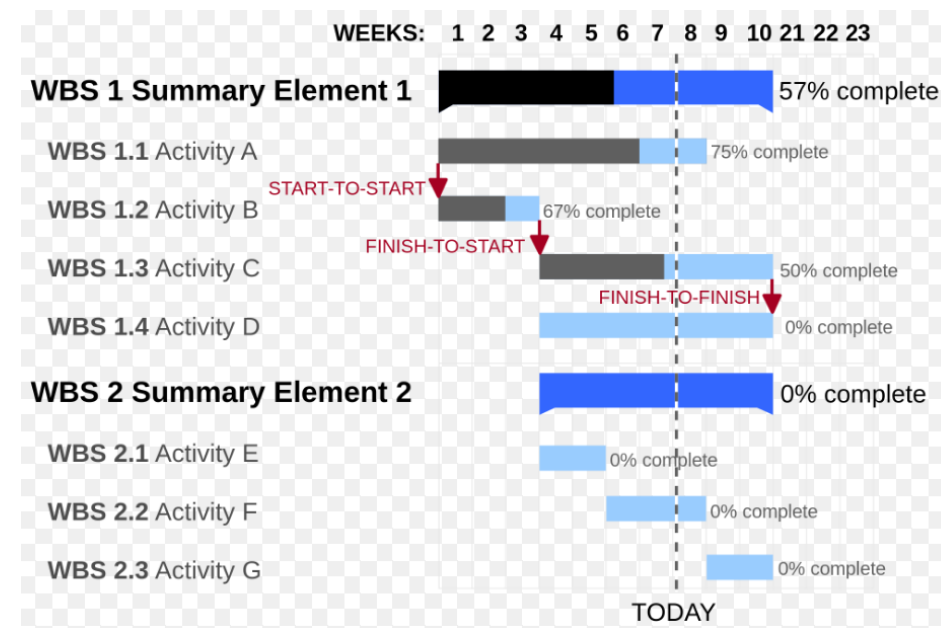 WEEKS: 1 2 3 4 5 6 7 8 9 10 21 22 23
WBS 1 Summary Element 1 57% complete
WBS 1.1 Activity A 75% complete
START-TO-START
WBS 1.2 Activity B 67% complete
FINISH-TO-START
WBS 1.3 Activity C 50% complete
FINISH-TO-FINISH
WBS 1.4 Activity D 0% complete
WBS 2 Summary Element 2 0% complete
WBS 2.1 Activity E 0% complete
WBS 2.2 Activity F 0% complete
WBS 2.3 Activity G 0% complete
TODAY